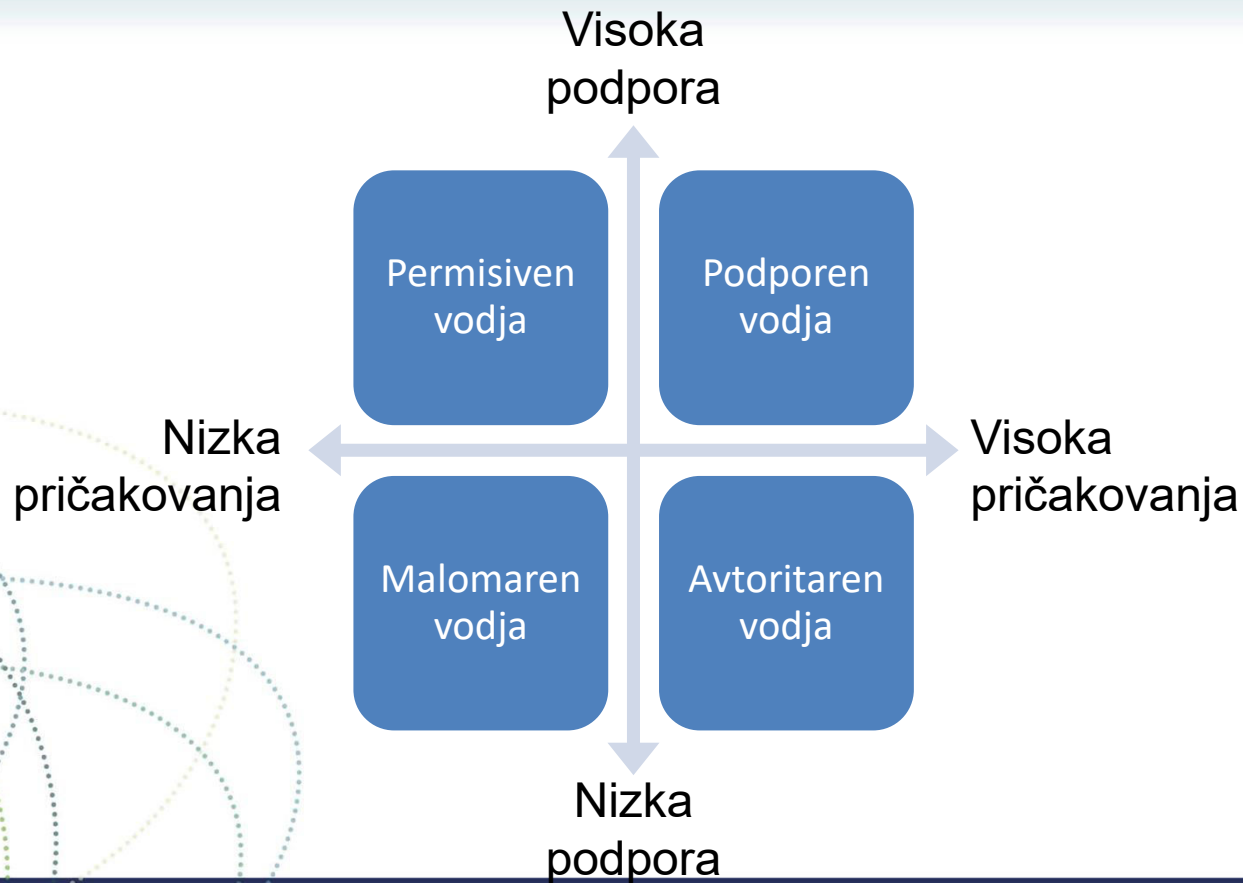 Visoka
podpora
Permisiven
vodja
Podporen
vodja
Nizka
pričakovanja
Visoka
pričakovanja
Malomaren
vodja
Avtoritaren
vodja
Nizka
podpora